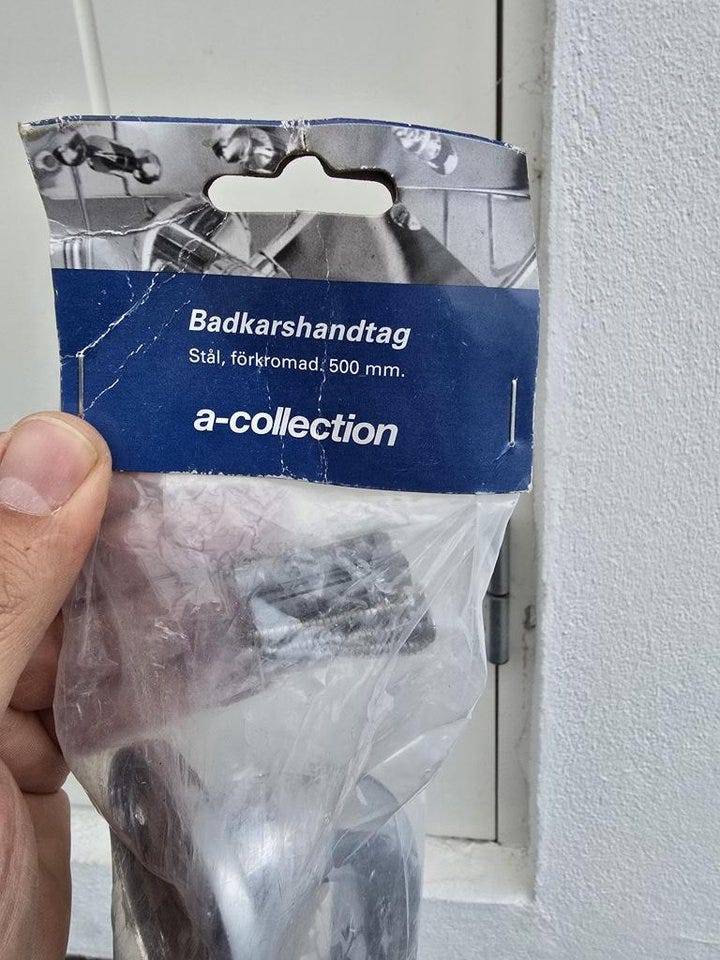 Badkarshandtag
Stål, förkromad. 500 mm.
a-collection